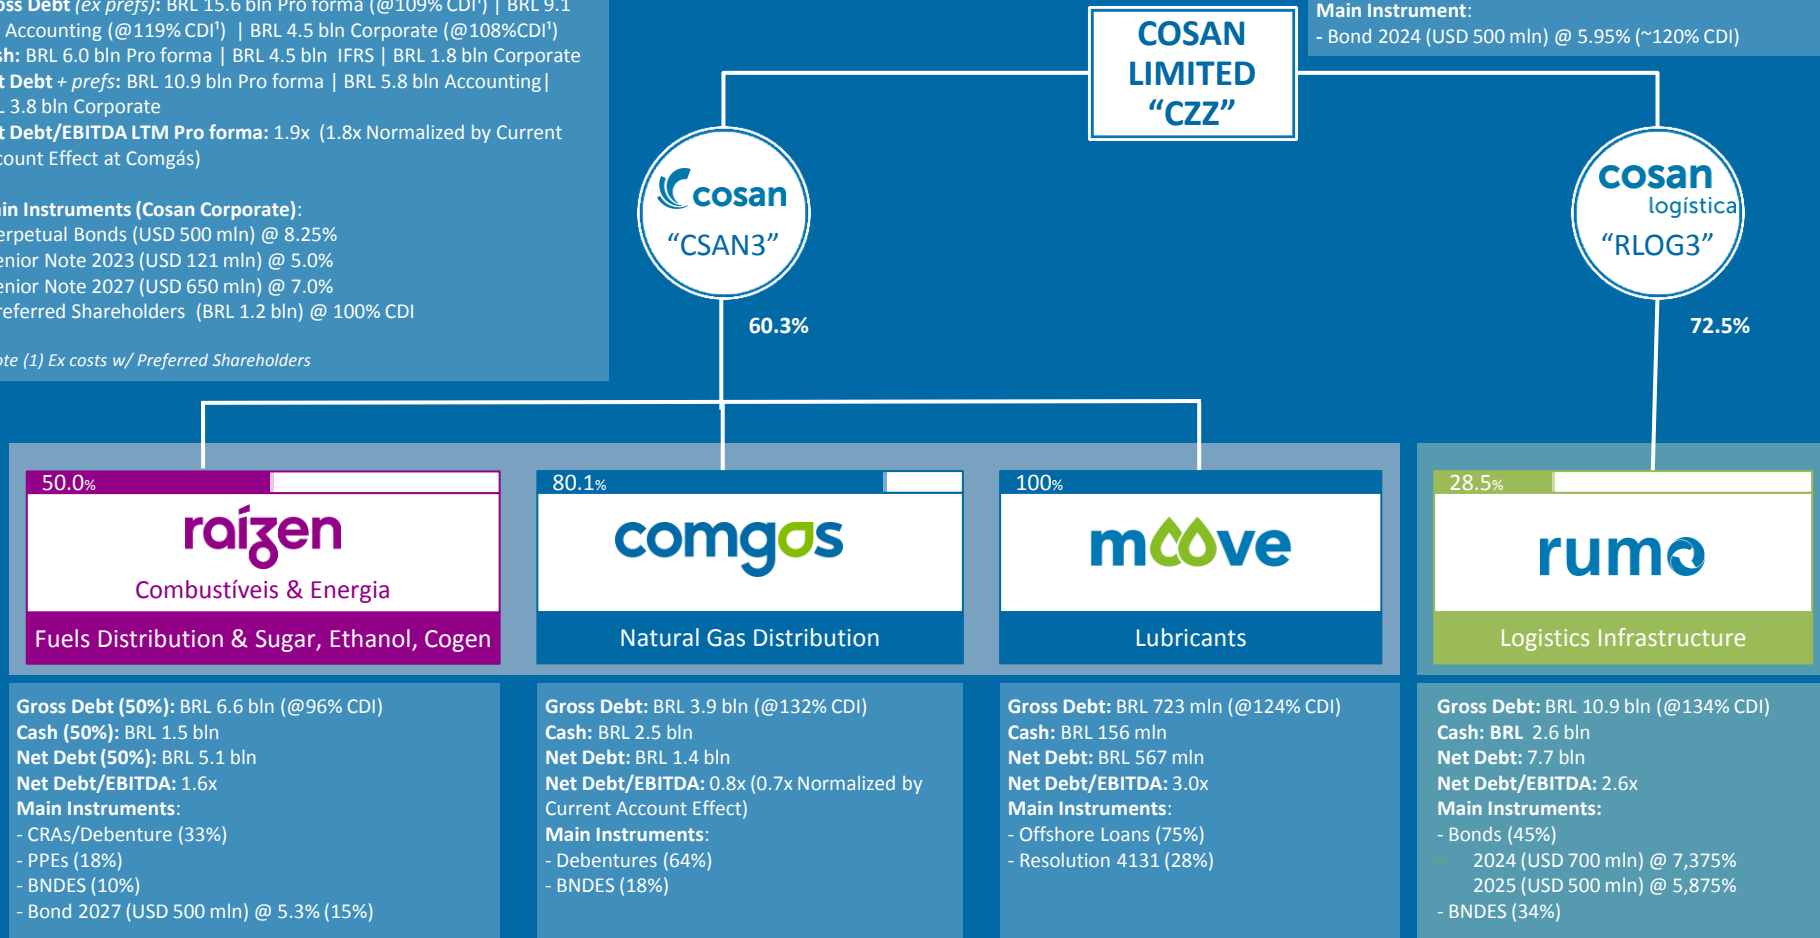 oss Debt (ex prefs): BRL 15.6 bln Pro forma (@109% CDI¹) | BRL 9.1
Accounting (@119% CDI¹) | BRL 4.5 bln Corporate (@108%CDI¹)
sh: BRL 6.0 bln Pro forma | BRL 4.5 bln IFRS | BRL 1.8 bln Corporate
t Debt + prefs: BRL 10.9 bln Pro forma | BRL 5.8 bln Accounting|
L 3.8 bln Corporate
t Debt/EBITDA LTM Pro forma: 1.9x (1.8x Normalized by Current
count Effect at Comgás)
ain Instruments (Cosan Corporate):
erpetual Bonds (USD 500 mln) @ 8.25%
enior Note 2023 (USD 121 mln) @ 5.0%
enior Note 2027 (USD 650 mln) @ 7.0%
referred Shareholders (BRL 1.2 bln) @ 100% CDI
ote (1) Ex costs w/ Preferred Shareholders
COSAN
LIMITED
“CZZ”
Main Instrument:
- Bond 2024 (USD 500 mln) @ 5.95% (~120% CDI)
cosan
“CSAN3”
60.3%
cosan
logística
“RLOG3”
72.5%
50.0%
raízen
Combustíveis & Energia
Fuels Distribution & Sugar, Ethanol, Cogen
80.1%
comgas
Natural Gas Distribution
100%
moove
Lubricants
28.5%
rumo
Logistics Infrastructure
Gross Debt (50%): BRL 6.6 bln (@96% CDI)
Cash (50%): BRL 1.5 bln
Net Debt (50%): BRL 5.1 bln
Net Debt/EBITDA: 1.6x
Main Instruments:
- CRAs/Debenture (33%)
- PPEs (18%)
- BNDES (10%)
- Bond 2027 (USD 500 mln) @ 5.3% (15%)
Gross Debt: BRL 3.9 bln (@132% CDI)
Cash: BRL 2.5 bln
Net Debt: BRL 1.4 bln
Net Debt/EBITDA: 0.8x (0.7x Normalized by
Current Account Effect)
Main Instruments:
- Debentures (64%)
- BNDES (18%)
Gross Debt: BRL 723 mln (@124% CDI)
Cash: BRL 156 mln
Net Debt: BRL 567 mln
Net Debt/EBITDA: 3.0x
Main Instruments:
- Offshore Loans (75%)
- Resolution 4131 (28%)
Gross Debt: BRL 10.9 bln (@134% CDI)
Cash: BRL 2.6 bln
Net Debt: 7.7 bln
Net Debt/EBITDA: 2.6x
Main Instruments:
- Bonds (45%)
- 2024 (USD 700 mln) @ 7,375%
2025 (USD 500 mln) @ 5,875%
- BNDES (34%)